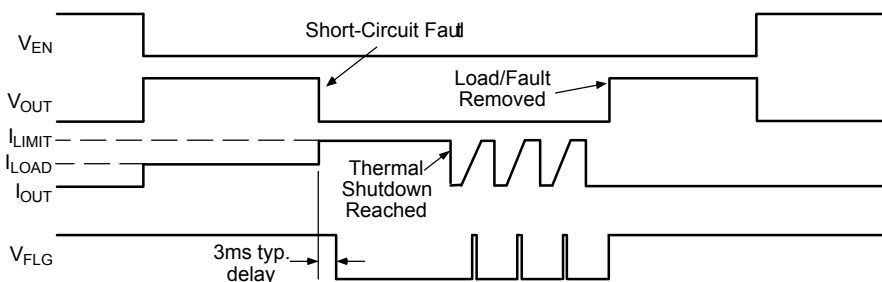 Short-Circuit Fault
VEN
Load/Fault
Removed
VOUT
ILIMIT
ILOAD
Thermal
Shutdown
Reached
IOUT
VFLG
3ms typ.
delay